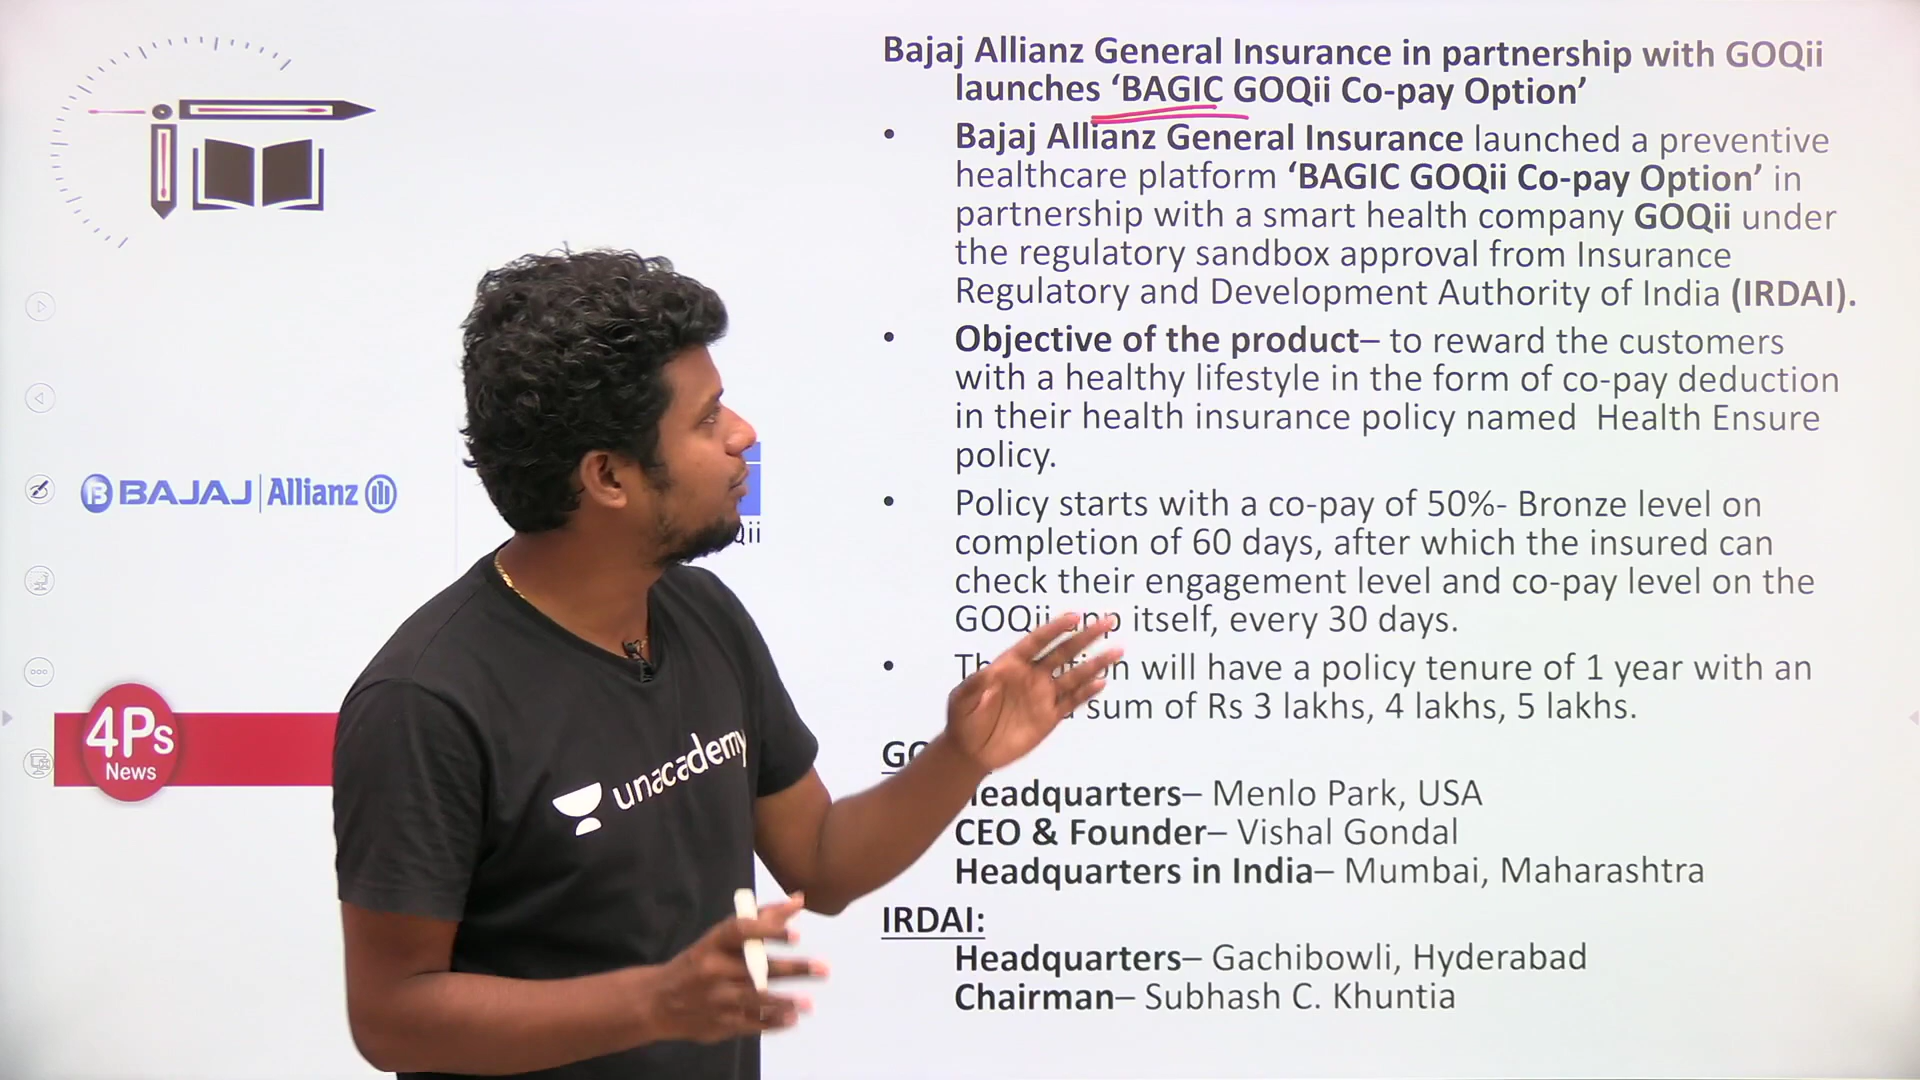 Bajaj Allianz General Insurance in partnership with GOQii
launches ‘BAGIC GOQii Co-pay Option’
• Bajaj Allianz General Insurance launched a preventive
healthcare platform ‘BAGIC GOQii Co-pay Option’ in
partnership with a smart health company GOQii under
the regulatory sandbox approval from Insurance
Regulatory and Development Authority of India (IRDAI).
• Objective of the product– to reward the customers
with a healthy lifestyle in the form of co-pay deduction
in their health insurance policy named Health Ensure
policy.
• Policy starts with a co-pay of 50%- Bronze level on
completion of 60 days, after which the insured can
check their engagement level and co-pay level on the
GOQii app itself, every 30 days.
• will have a policy tenure of 1 year with an
sum of Rs 3 lakhs, 4 lakhs, 5 lakhs.
Headquarters– Menlo Park, USA
CEO & Founder– Vishal Gondal
Headquarters in India– Mumbai, Maharashtra
IRDAI:
Headquarters– Gachibowli, Hyderabad
Chairman– Subhash C. Khuntia
BAJAJ | Allianz
4Ps
News
unacademy